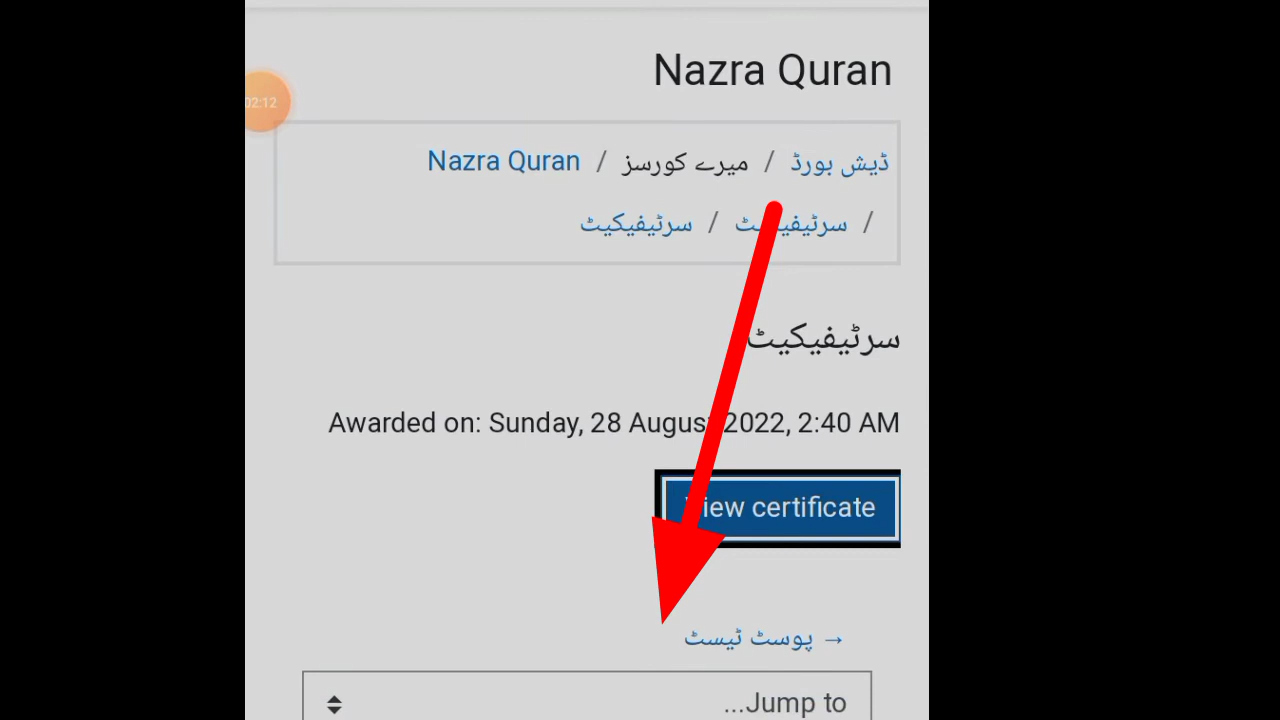 Nazra Quran
02:12
ڈیش بورڈ / میرے کورسز / Nazra Quran
/ سرٹیفیکیٹ / سرٹیفیکیٹ
سرٹیفیکیٹ
Awarded on: Sunday, 28 August 2022, 2:40 AM
View certificate
→ پوسٹ ٹیسٹ
Jump to...